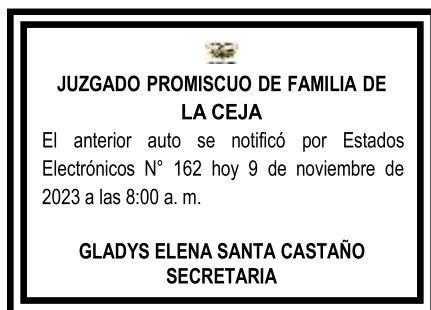 JUZGADO PROMISCUO DE FAMILIA DE
LA CEJA
El anterior auto se notificó por Estados
Electrónicos N° 162 hoy 9 de noviembre de
2023 a las 8:00 a. m.
GLADYS ELENA SANTA CASTAÑO
SECRETARIA